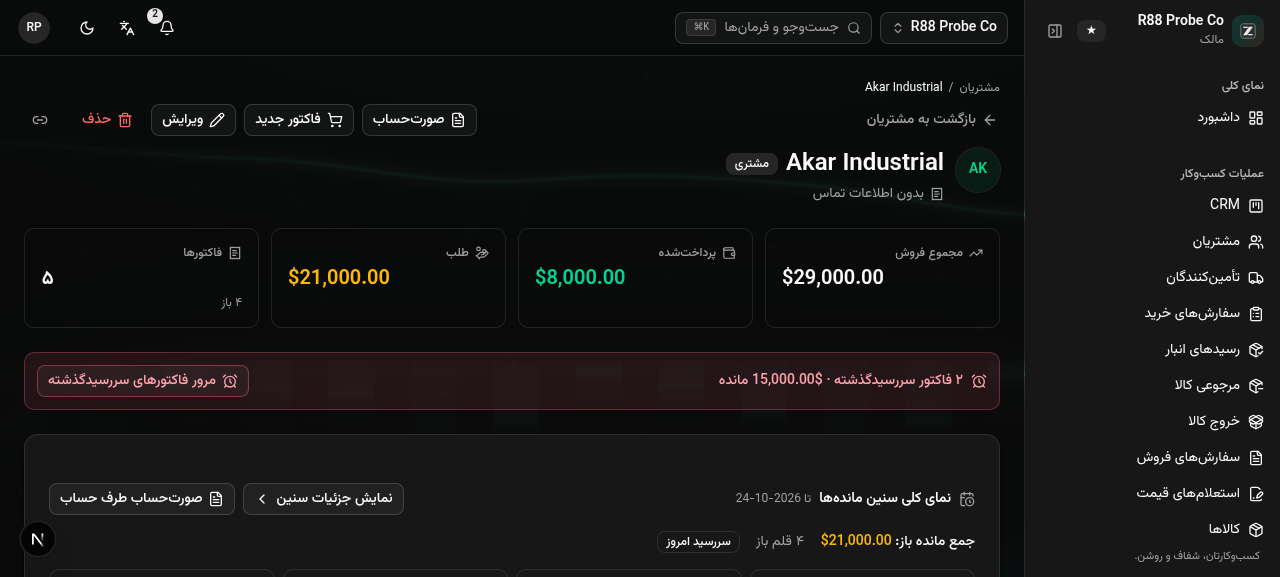 R88 Probe Co
مالک
نمای کلی
داشبورد
عملیات کسب‌وکار
CRM
مشتریان
تأمین‌کنندگان
سفارش‌های خرید
رسیدهای انبار
مرجوعی کالا
خروج کالا
سفارش‌های فروش
استعلام‌های قیمت
کالاها
کسب‌وکارتان، شفاف و روشن.
R88 Probe Co
جست‌وجو و فرمان‌ها ⌘K
2
RP
مشتریان / Akar Industrial
بازگشت به مشتریان
صورت‌حساب
فاکتور جدید
ویرایش
حذف
AK
Akar Industrial مشتری
بدون اطلاعات تماس
مجموع فروش
$29,000.00
پرداخت‌شده
$8,000.00
طلب
$21,000.00
فاکتورها
۵
۴ باز
۲ فاکتور سررسیدگذشته · $15,000.00 مانده
مرور فاکتورهای سررسیدگذشته
نمای کلی سنین مانده‌ها تا 2026-10-24
نمایش جزئیات سنین
صورت‌حساب طرف حساب
جمع مانده باز: $21,000.00 ۴ قلم باز سررسید امروز
N